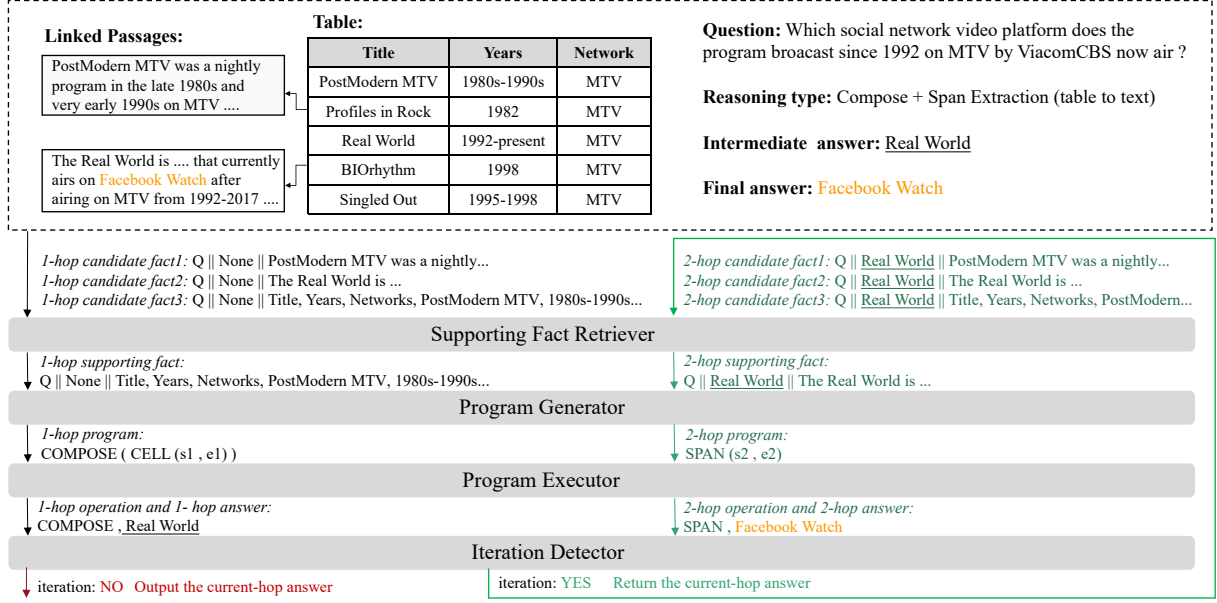 Linked Passages:
PostModern MTV was a nightly
program in the late 1980s and
very early 1990s on MTV ....
The Real World is .... that currently
airs on Facebook Watch after
airing on MTV from 1992-2017 ....
Table:
Title Years Network
PostModern MTV 1980s-1990s MTV
Profiles in Rock 1982 MTV
Real World 1992-present MTV
BIOrhythm 1998 MTV
Singled Out 1995-1998 MTV
Question: Which social network video platform does the
program broacast since 1992 on MTV by ViacomCBS now air ?
Reasoning type: Compose + Span Extraction (table to text)
Intermediate answer: Real World
Final answer: Facebook Watch
1-hop candidate fact1: Q || None || PostModern MTV was a nightly...
1-hop candidate fact2: Q || None || The Real World is ...
1-hop candidate fact3: Q || None || Title, Years, Networks, PostModern MTV, 1980s-1990s...
2-hop candidate fact1: Q || Real World || PostModern MTV was a nightly...
2-hop candidate fact2: Q || Real World || The Real World is ...
2-hop candidate fact3: Q || Real World || Title, Years, Networks, PostModern...
Supporting Fact Retriever
1-hop supporting fact:
Q || None || Title, Years, Networks, PostModern MTV, 1980s-1990s...
2-hop supporting fact:
Q || Real World || The Real World is ...
Program Generator
1-hop program:
COMPOSE ( CELL (s1 , e1) )
2-hop program:
SPAN (s2 , e2)
Program Executor
1-hop operation and 1- hop answer:
COMPOSE , Real World
2-hop operation and 2-hop answer:
SPAN , Facebook Watch
Iteration Detector
iteration: NO Output the current-hop answer
iteration: YES Return the current-hop answer